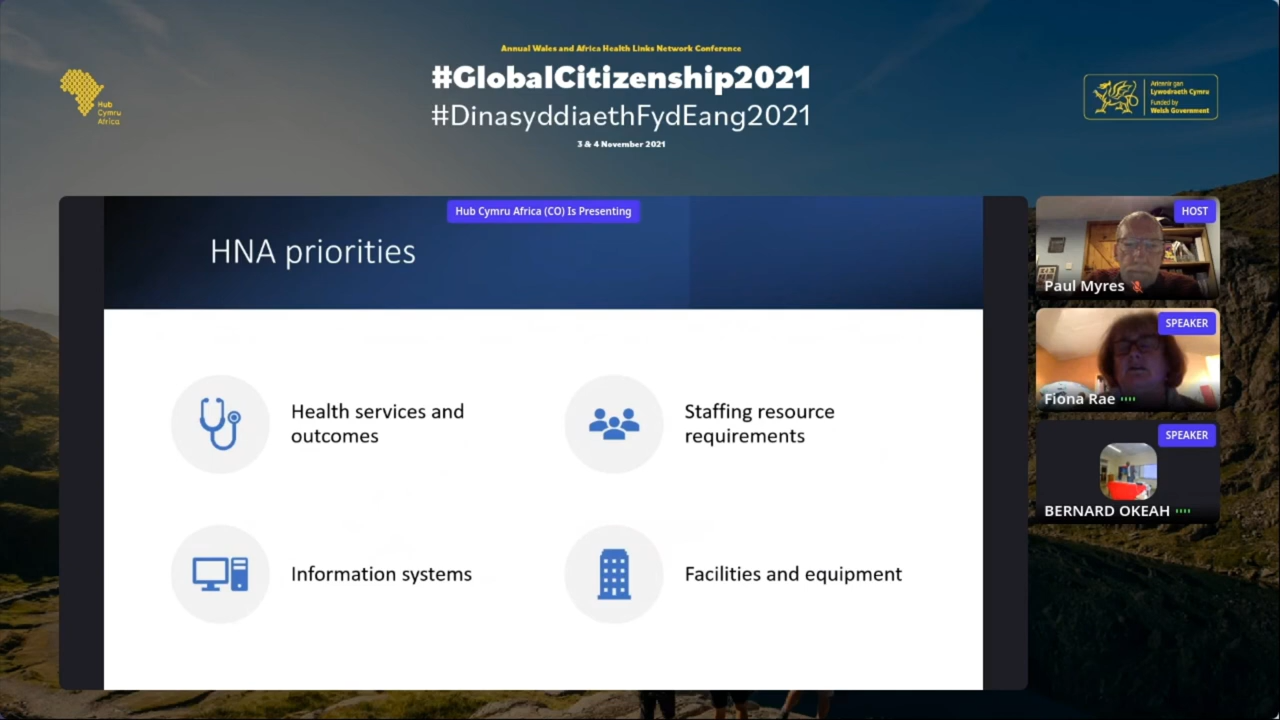 Annual Wales and Africa Health Links Network Conference
#GlobalCitizenship2021
#DinasyddiaethFydEang2021
3 & 4 November 2021
Hub
Cymru
Africa
Ariennir gan
Lywodraeth Cymru
Funded by
Welsh Government
Hub Cymru Africa (CO) Is Presenting
HNA priorities
Health services and
outcomes
Staffing resource
requirements
Information systems
Facilities and equipment
HOST
Paul Myres
SPEAKER
Fiona Rae
SPEAKER
BERNARD OKEAH